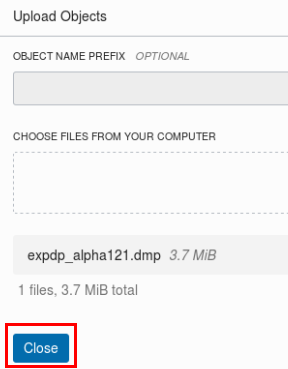 Upload Objects
OBJECT NAME PREFIX OPTIONAL
CHOOSE FILES FROM YOUR COMPUTER
expdp_alpha121.dmp 3.7 MiB
1 files, 3.7 MiB total
Close